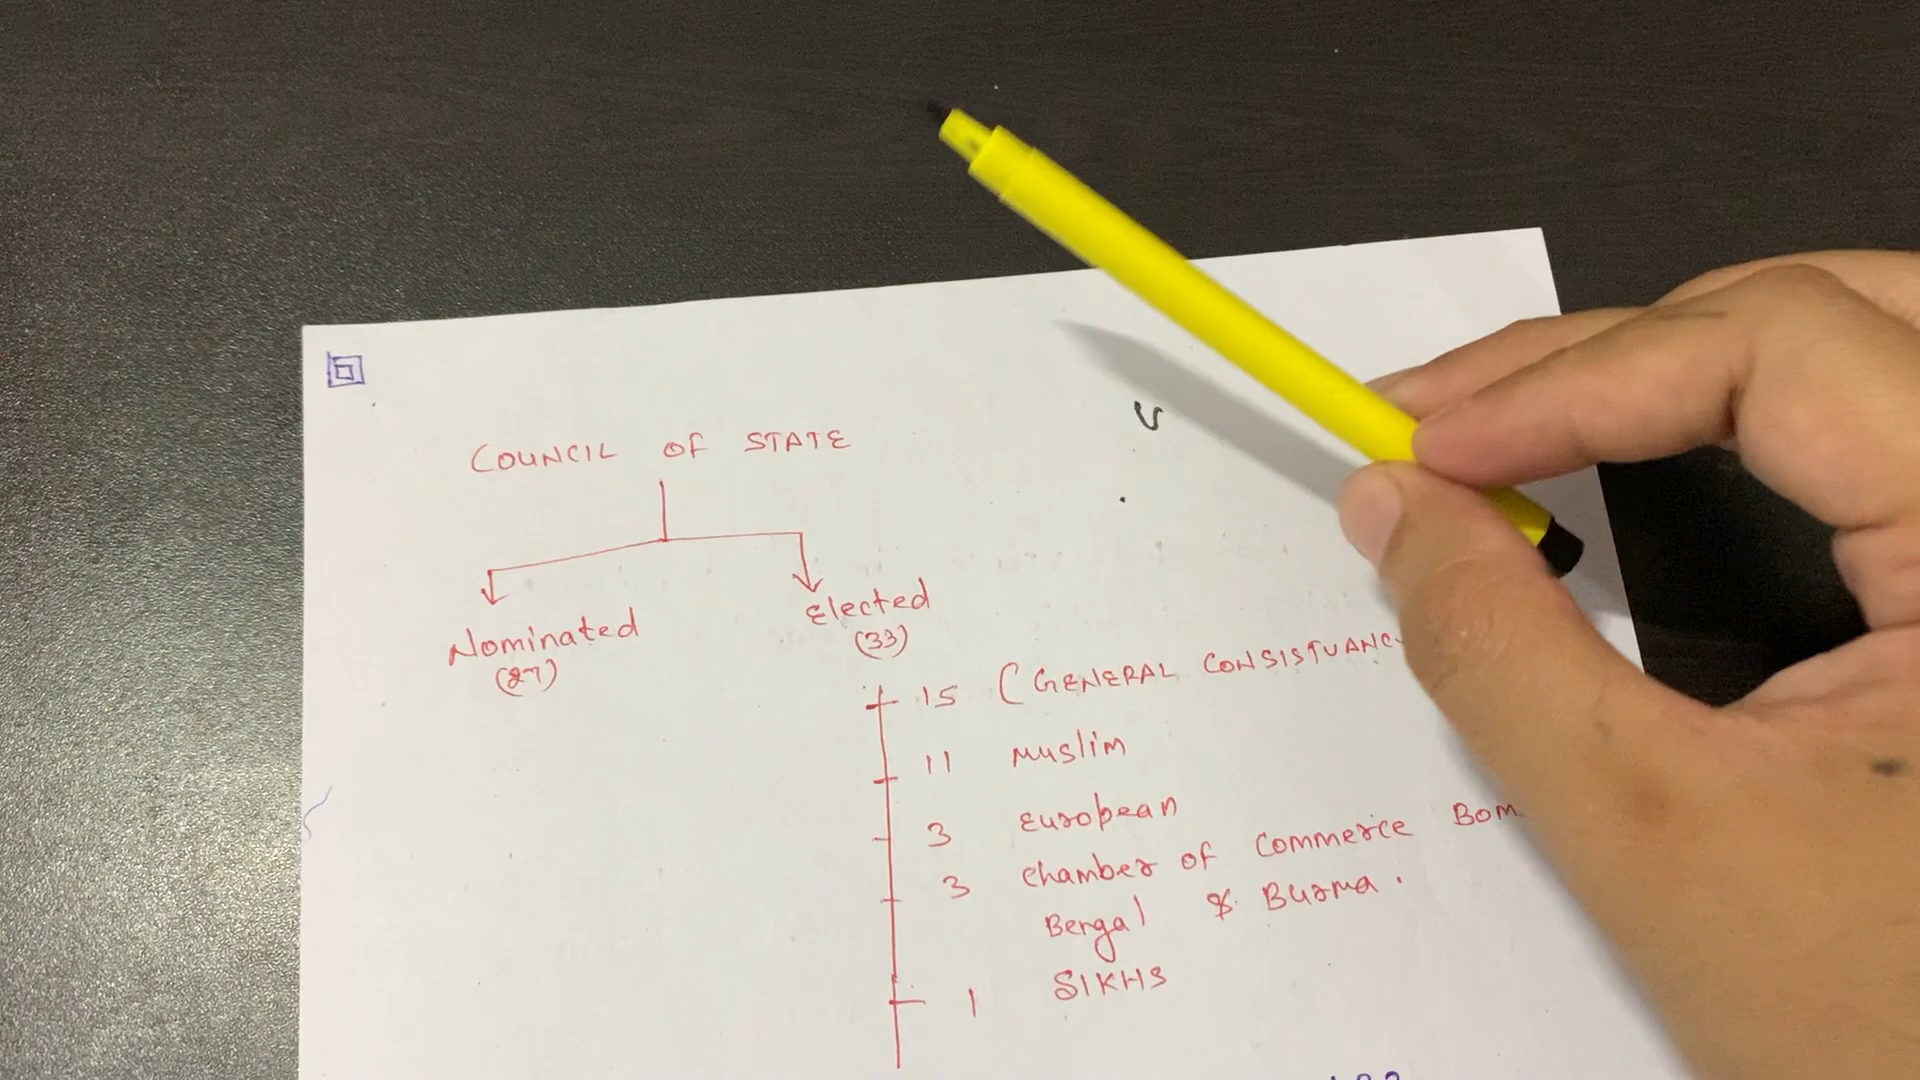 COUNCIL OF STATE
Nominated
(27)
Elected
(33)
15 (GENERAL CONSISTUANC
11 Muslim
3 European
3 chamber of commerce Bom
Bengal & Burma.
1 SIKHS